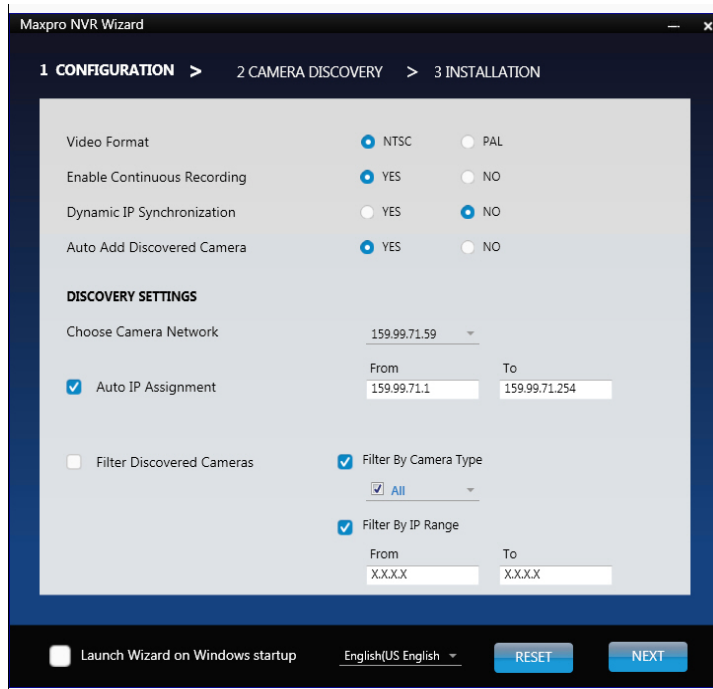 Maxpro NVR Wizard
1 CONFIGURATION > 2 CAMERA DISCOVERY > 3 INSTALLATION
Video Format NTSC PAL
Enable Continuous Recording YES NO
Dynamic IP Synchronization YES NO
Auto Add Discovered Camera YES NO
DISCOVERY SETTINGS
Choose Camera Network 159.99.71.59
From To
Auto IP Assignment 159.99.71.1 159.99.71.254
Filter Discovered Cameras Filter By Camera Type
All
Filter By IP Range
From To
X.X.X.X X.X.X.X
Launch Wizard on Windows startup English(US English RESET NEXT